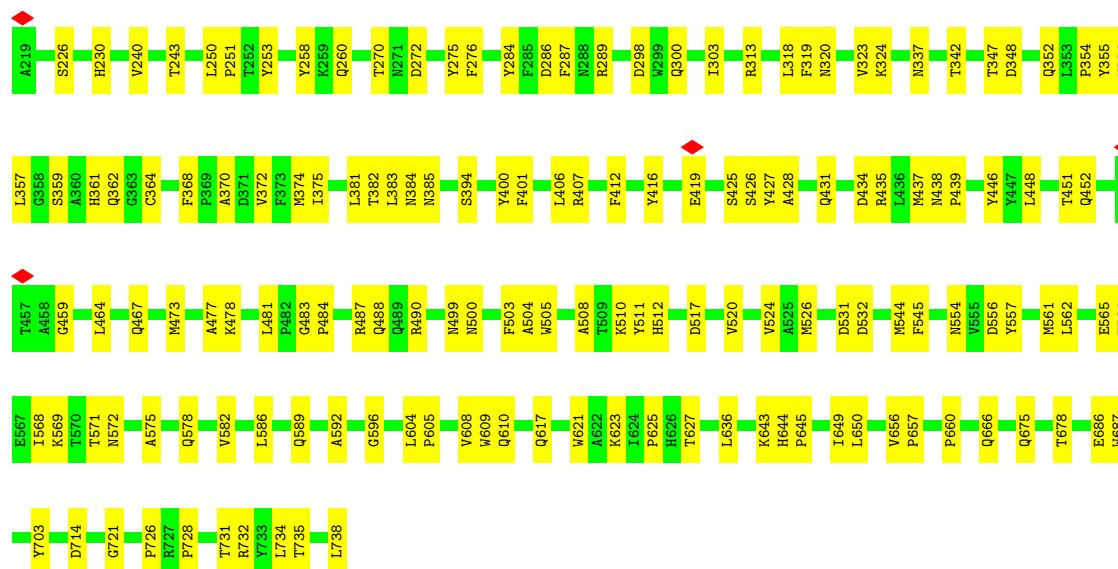 A219 S226 H230 V240 T243 L250 P251 T252 Y253 Y258 K259 Q260 T270 N271 D272 Y275 F276 Y284 F285 D286 F287 N288 R289 D298 W299 Q300 I303 R313 L318 F319 N320 V323 K324 N337 T342 T347 D348 Q352 L353 P354 Y355
L357 G358 S359 A360 H361 Q362 G363 C364 F368 P369 A370 D371 V372 F373 M374 I375 L381 T382 L383 N384 N385 S394 Y400 F401 L406 R407 F412 Y416 E419 S425 S426 Y427 A428 Q431 D434 R435 L436 M437 N438 P439 Y446 Y447 L448 T451 Q452
T457 A458 G459 L464 Q467 M473 A477 K478 L481 P482 G483 P484 R487 W488 Q489 R490 N499 N500 F503 A504 W505 A508 T509 K510 Y511 H512 D517 V520 V524 A525 M526 D531 D532 M544 F545 N554 V555 D556 Y557 M561 L562 E565
E567 I568 K569 T570 T571 N572 A575 Q578 V582 L586 Q589 A592 G596 L604 P605 V608 W609 Q610 Q617 W621 A622 K623 I624 P625 H626 T627 L636 K643 H644 P645 I649 L650 V656 P657 P660 Q666 Q675 T678 E686 W687
Y703 D714 G721 P726 R727 P728 T731 R732 Y733 L734 T735 L738